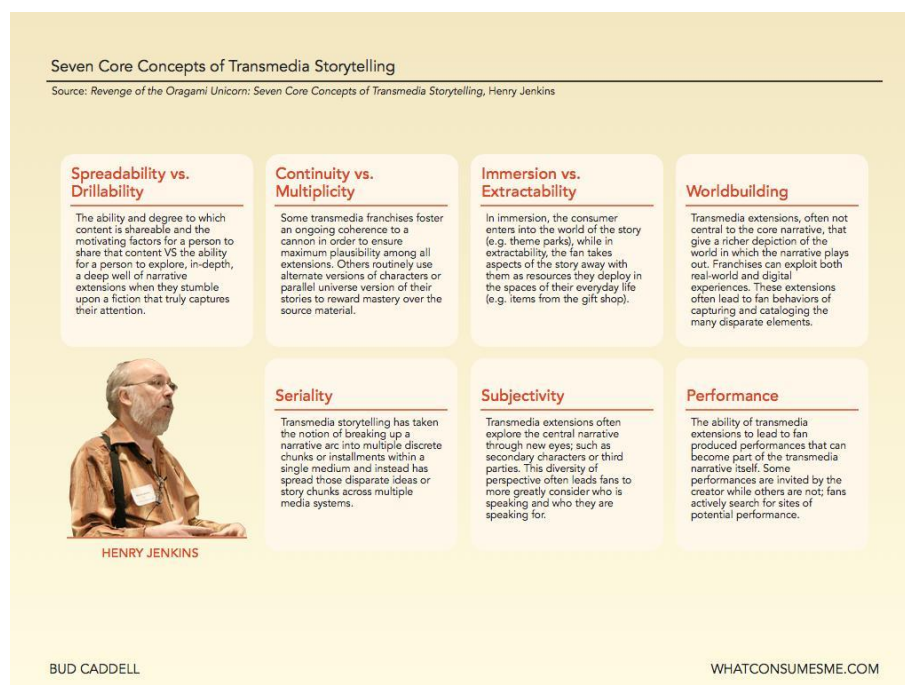 Seven Core Concepts of Transmedia Storytelling
Source: Revenge of the Oragami Unicorn: Seven Core Concepts of Transmedia Storytelling, Henry Jenkins
Spreadability vs.
Drillability
The ability and degree to which
content is shareable and the
motivating factors for a person to
share that content VS the ability
for a person to explore, in-depth,
a deep well of narrative
extensions when they stumble
upon a fiction that truly captures
their attention.
Continuity vs.
Multiplicity
Some transmedia franchises foster
an ongoing coherence to a
cannon in order to ensure
maximum plausibility among all
extensions. Others routinely use
alternate versions of characters or
parallel universe version of their
stories to reward mastery over the
source material.
Immersion vs.
Extractability
In immersion, the consumer
enters into the world of the story
(e.g. theme parks), while in
extractability, the fan takes
aspects of the story away with
them as resources they deploy in
the spaces of their everyday life
(e.g. items from the gift shop).
Worldbuilding
Transmedia extensions, often not
central to the core narrative, that
give a richer depiction of the
world in which the narrative plays
out. Franchises can exploit both
real-world and digital
experiences. These extensions
often lead to fan behaviors of
capturing and cataloging the
many disparate elements.
HENRY JENKINS
Seriality
Transmedia storytelling has taken
the notion of breaking up a
narrative arc into multiple discrete
chunks or installments within a
single medium and instead has
spread those disparate ideas or
story chunks across multiple
media systems.
Subjectivity
Transmedia extensions often
explore the central narrative
through new eyes; such as
secondary characters or third
parties. This diversity of
perspective often leads fans to
more greatly consider who is
speaking and who they are
speaking for.
Performance
The ability of transmedia
extensions to lead to fan
produced performances that can
become part of the transmedia
narrative itself. Some
performances are invited by the
creator while others are not; fans
actively search for sites of
potential performance.
BUD CADDELL
WHATCONSUMESME.COM